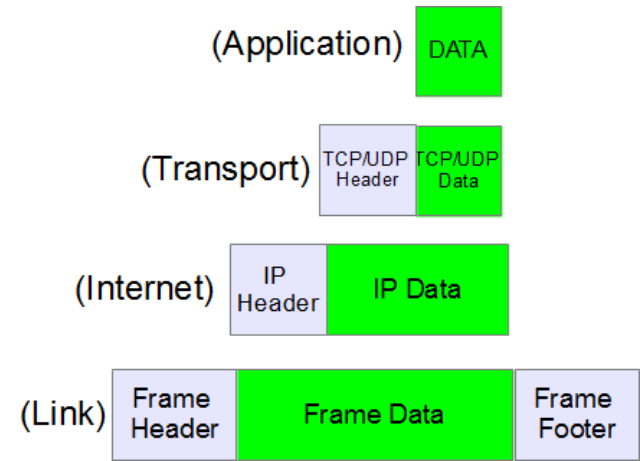 (Application) DATA
(Transport) TCP/UDP TCP/UDP
Header Data
(Internet) IP
Header IP Data
(Link) Frame
Header Frame Data Frame
Footer